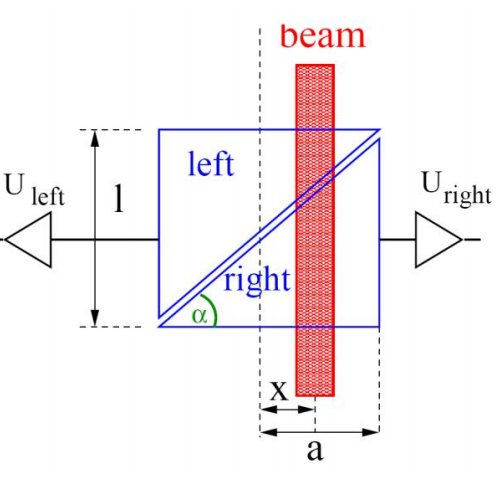 beam
left
U left
l
U right
right
α
x
a